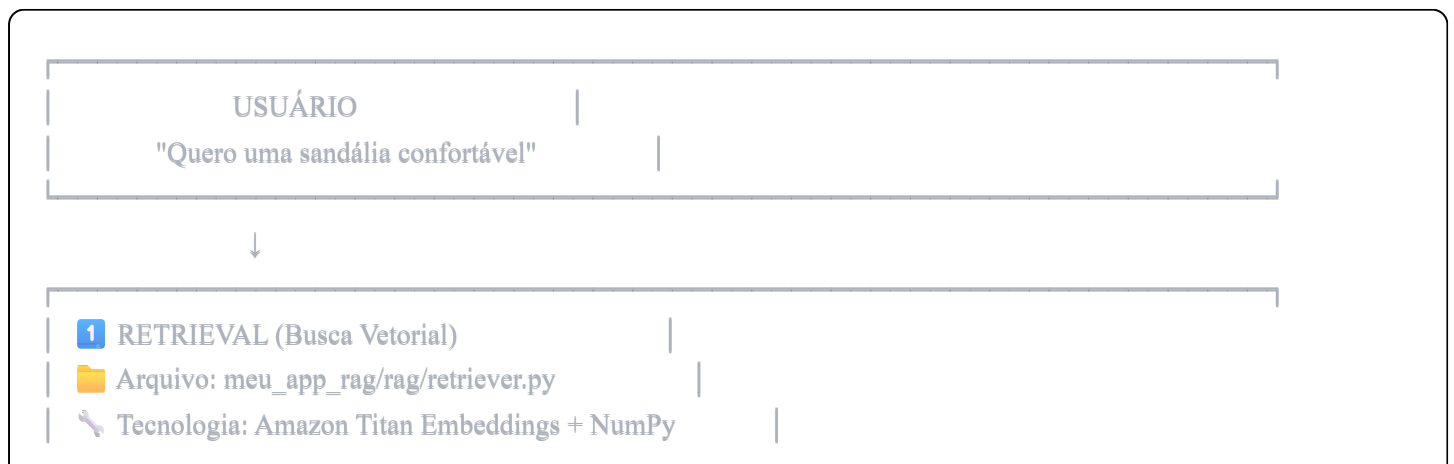 USUÁRIO
"Quero uma sandália confortável"
↓
1️⃣ RETRIEVAL (Busca Vetorial)
📁 Arquivo: meu_app_rag/rag/retriever.py
🔧 Tecnologia: Amazon Titan Embeddings + NumPy